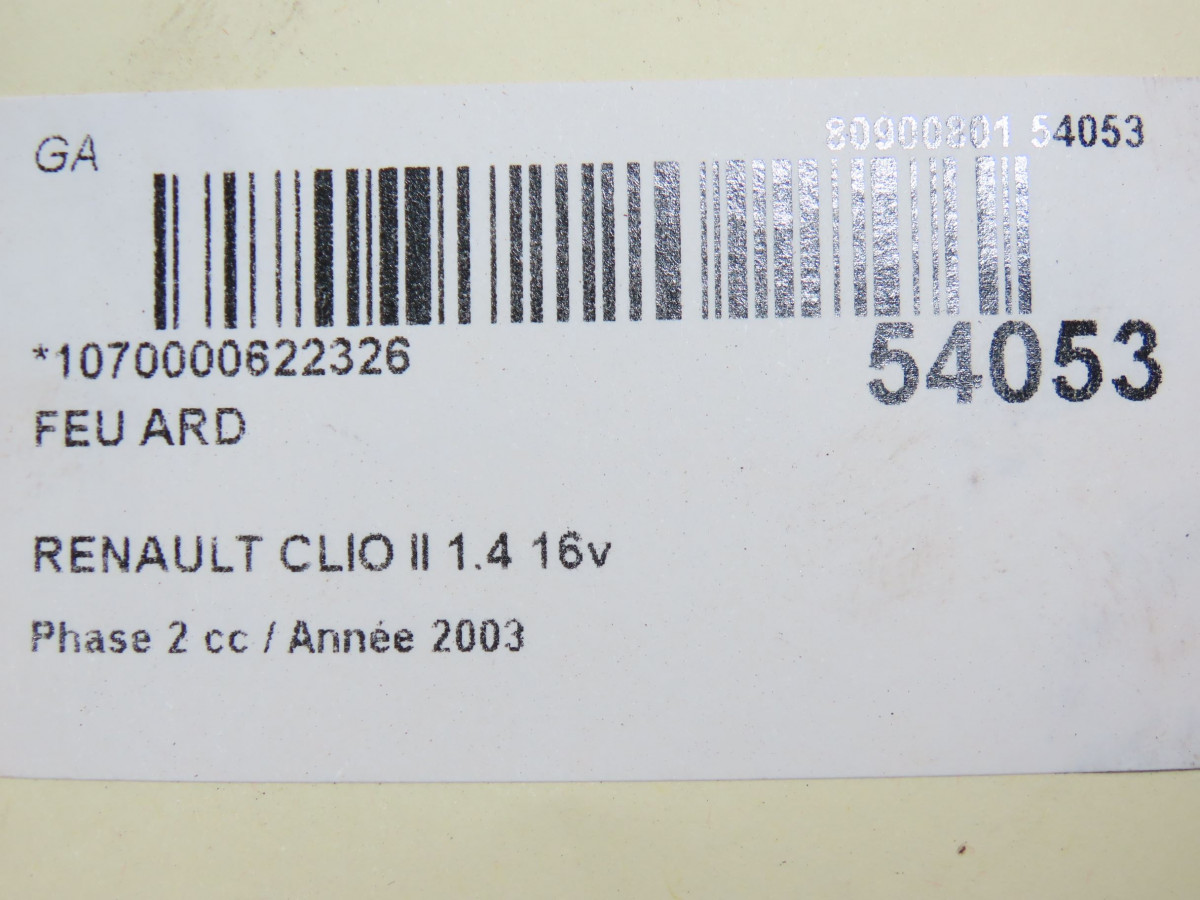 GA
80900801 54053
*1070000622326
54053
FEU ARD
RENAULT CLIO II 1.4 16v
Phase 2 cc / Année 2003